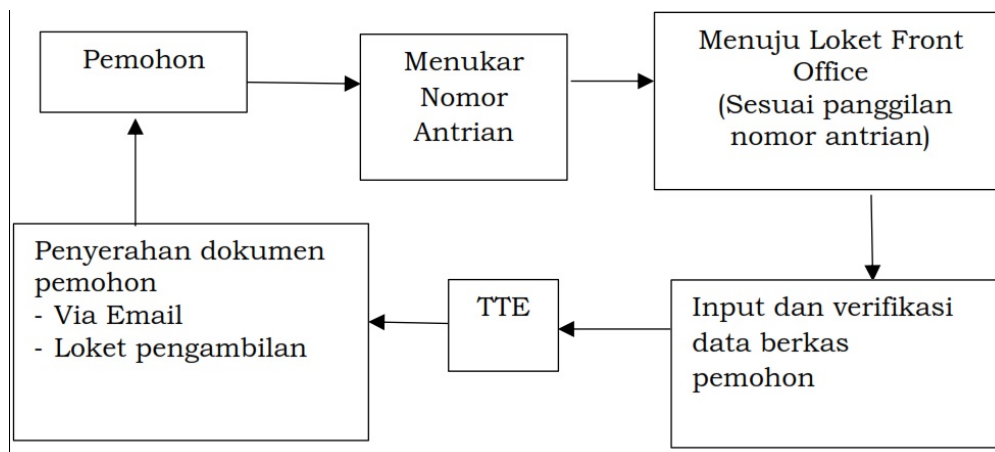 Pemohon
Menukar
Nomor
Antrian
Menuju Loket Front
Office
(Sesuai panggilan
nomor antrian)
Penyerahan dokumen
pemohon
- Via Email
- Loket pengambilan
TTE
Input dan verifikasi
data berkas
pemohon